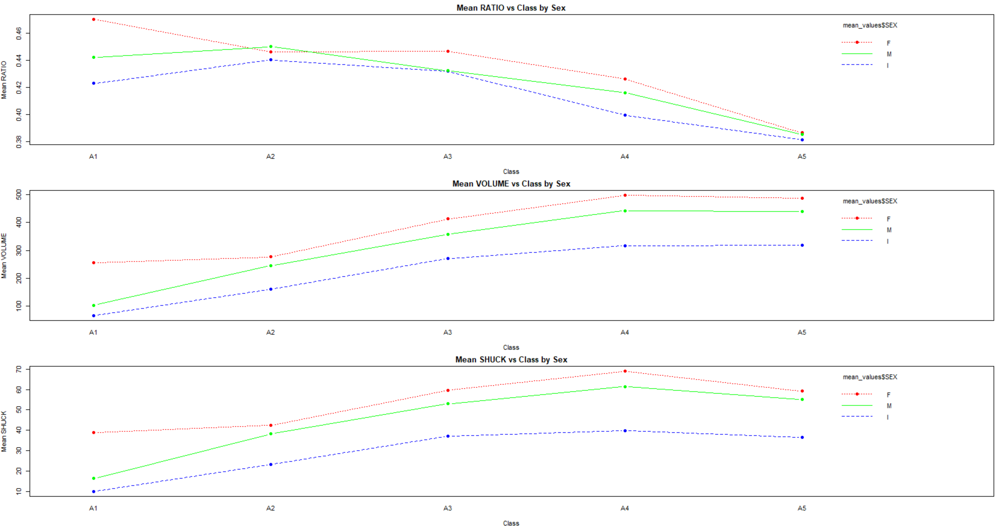 Mean RATIO vs Class by Sex
Mean RATIO
0.46
0.44
0.42
0.40
0.38
mean_values$SEX
F
M
I
A1 A2 A3 A4 A5
Class
Mean VOLUME vs Class by Sex
Mean VOLUME
500
400
300
200
100
mean_values$SEX
F
M
I
A1 A2 A3 A4 A5
Class
Mean SHUCK vs Class by Sex
Mean SHUCK
70
60
50
40
30
20
10
mean_values$SEX
F
M
I
A1 A2 A3 A4 A5
Class